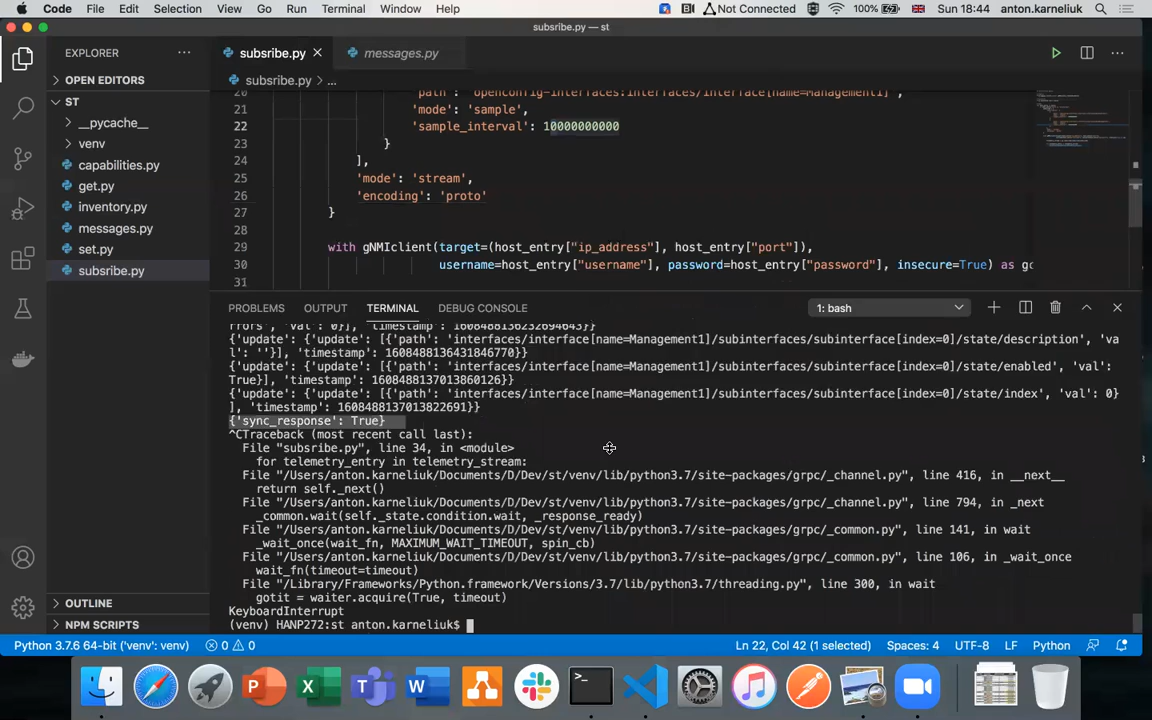 Code File Edit Selection View Go Run Terminal Window Help Not Connected 100% Sun 18:44 anton.karneliuk
subsribe.py — st
EXPLORER
subsribe.py
messages.py
OPEN EDITORS
subsribe.py > ...
ST
__pycache__
venv
capabilities.py
get.py
inventory.py
messages.py
set.py
subsribe.py
OUTLINE
NPM SCRIPTS
20 'path': 'openconfig-interfaces:interfaces/interface[name=Management1]',
21 'mode': 'sample',
22 'sample_interval': 10000000000
23 }
24 ],
25 'mode': 'stream',
26 'encoding': 'proto'
27 }
28
29 with gNMIclient(target=(host_entry["ip_address"], host_entry["port"]),
30 username=host_entry["username"], password=host_entry["password"], insecure=True) as gc
31
PROBLEMS OUTPUT TERMINAL DEBUG CONSOLE 1: bash
rrors', 'val': 0}], 'timestamp': 1608488136232694643}}
{'update': {'update': [{'path': 'interfaces/interface[name=Management1]/subinterfaces/subinterface[index=0]/state/description', 'va
l': ''}], 'timestamp': 1608488136431846770}}
{'update': {'update': [{'path': 'interfaces/interface[name=Management1]/subinterfaces/subinterface[index=0]/state/enabled', 'val':
True}], 'timestamp': 1608488137013860126}}
{'update': {'update': [{'path': 'interfaces/interface[name=Management1]/subinterfaces/subinterface[index=0]/state/index', 'val': 0}
], 'timestamp': 1608488137013822691}}
{'sync_response': True}
^CTraceback (most recent call last):
File "subsribe.py", line 34, in <module>
for telemetry_entry in telemetry_stream:
File "/Users/anton.karneliuk/Documents/D/Dev/st/venv/lib/python3.7/site-packages/grpc/_channel.py", line 416, in __next__
return self._next()
File "/Users/anton.karneliuk/Documents/D/Dev/st/venv/lib/python3.7/site-packages/grpc/_channel.py", line 794, in _next
_common.wait(self._state.condition.wait, _response_ready)
File "/Users/anton.karneliuk/Documents/D/Dev/st/venv/lib/python3.7/site-packages/grpc/_common.py", line 141, in wait
_wait_once(wait_fn, MAXIMUM_WAIT_TIMEOUT, spin_cb)
File "/Users/anton.karneliuk/Documents/D/Dev/st/venv/lib/python3.7/site-packages/grpc/_common.py", line 106, in _wait_once
wait_fn(timeout=timeout)
File "/Library/Frameworks/Python.framework/Versions/3.7/lib/python3.7/threading.py", line 300, in wait
gotit = waiter.acquire(True, timeout)
KeyboardInterrupt
(venv) HANP272:st anton.karneliuk$
Python 3.7.6 64-bit ('venv': venv) 0 0 Ln 22, Col 42 (1 selected) Spaces: 4 UTF-8 LF Python